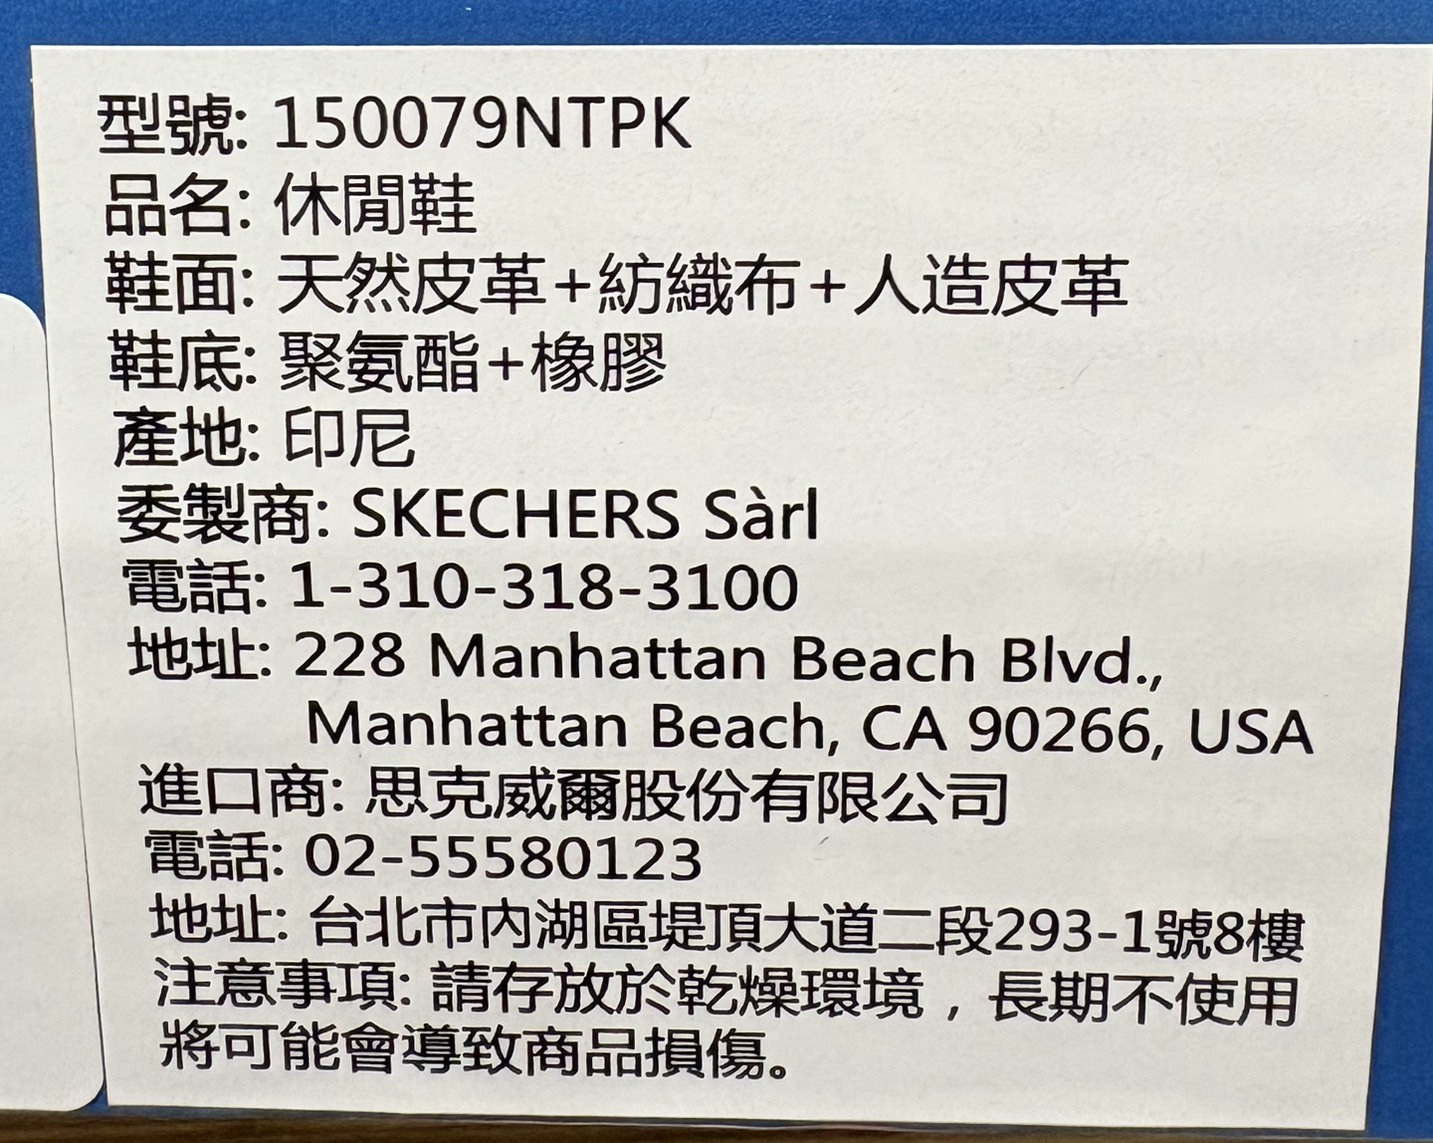 型號: 150079NTPK
品名: 休閒鞋
鞋面: 天然皮革+紡織布+人造皮革
鞋底: 聚氨酯+橡膠
產地: 印尼
委製商: SKECHERS Sàrl
電話: 1-310-318-3100
地址: 228 Manhattan Beach Blvd.,
Manhattan Beach, CA 90266, USA
進口商: 思克威爾股份有限公司
電話: 02-55580123
地址: 台北市內湖區堤頂大道二段293-1號8樓
注意事項: 請存放於乾燥環境，長期不使用
將可能會導致商品損傷。